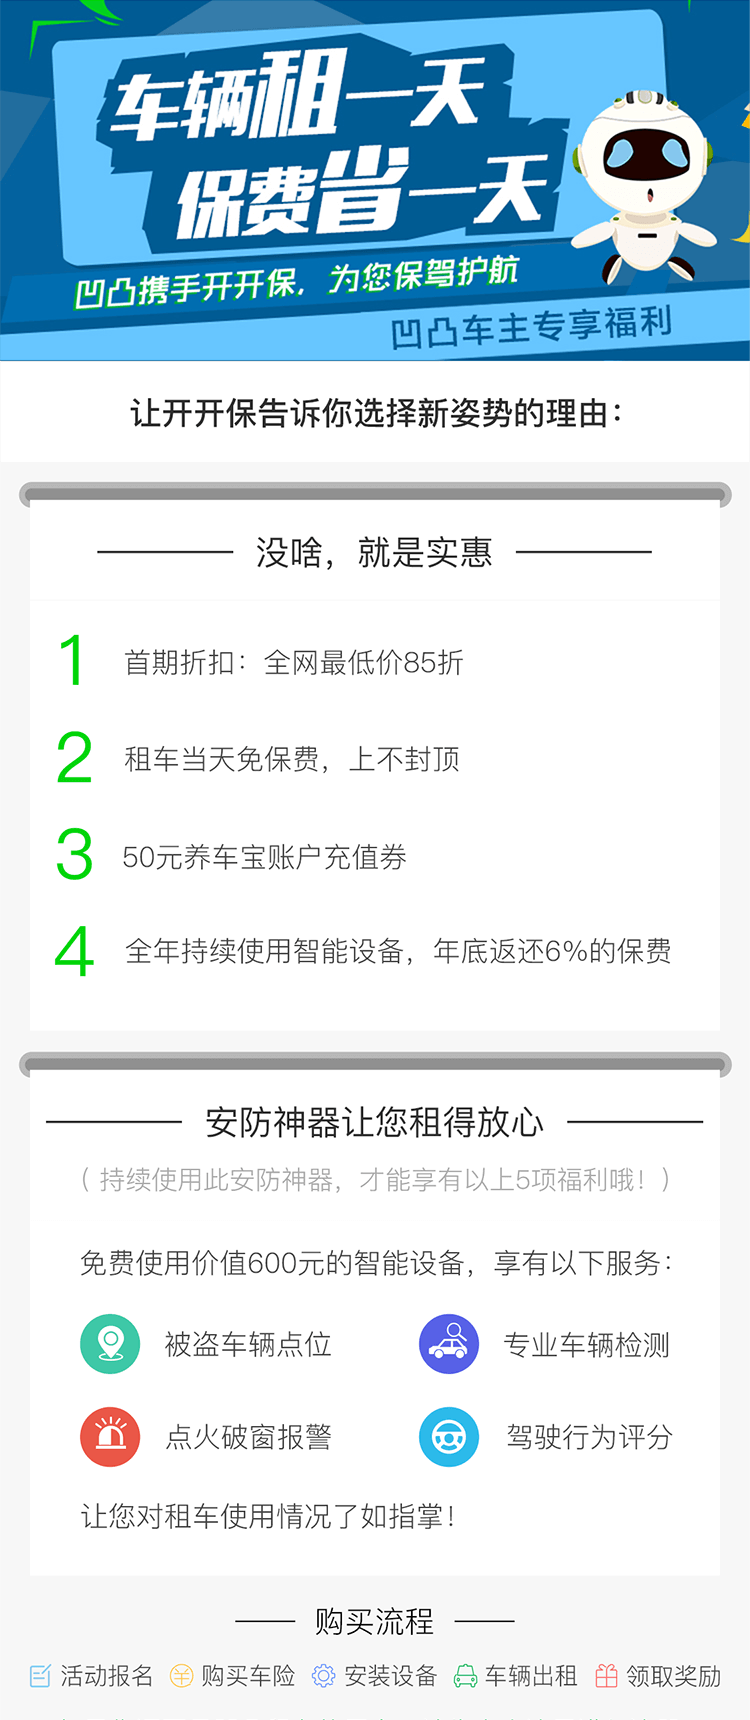 车辆租一天
保费省一天
凹凸携手开开保，为您保驾护航
凹凸车主专享福利
让开开保告诉你选择新姿势的理由：
没啥，就是实惠
1 首期折扣：全网最低价85折
2 租车当天免保费，上不封顶
3 50元养车宝账户充值券
4 全年持续使用智能设备，年底返还6%的保费
安防神器让您租得放心
（ 持续使用此安防神器，才能享有以上5项福利哦！）
免费使用价值600元的智能设备，享有以下服务：
被盗车辆点位 专业车辆检测
点火破窗报警 驾驶行为评分
让您对租车使用情况了如指掌！
购买流程
活动报名 购买车险 安装设备 车辆出租 领取奖励